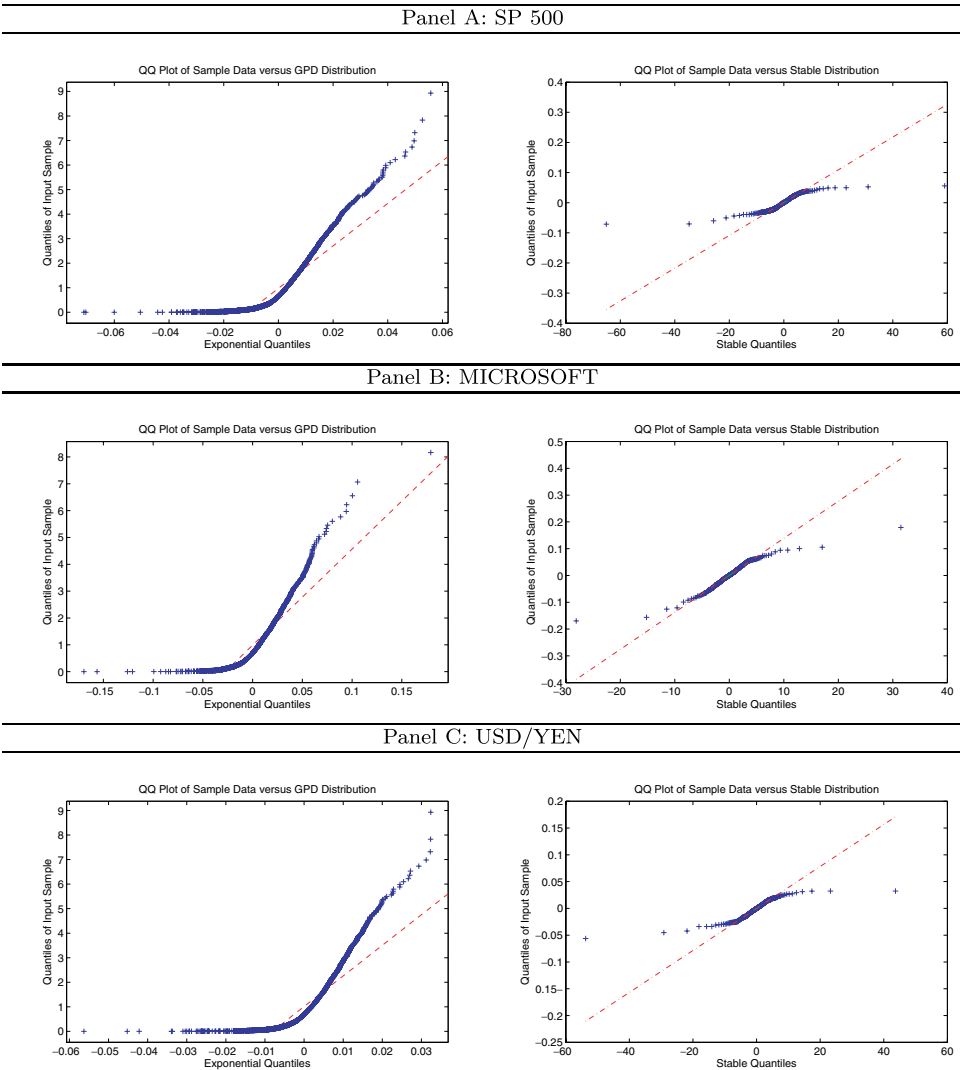 Panel A: SP 500
QQ Plot of Sample Data versus GPD Distribution
Quantiles of Input Sample
9
8
7
6
5
4
3
2
1
0
−0.06 −0.04 −0.02 0 0.02 0.04 0.06
Exponential Quantiles
QQ Plot of Sample Data versus Stable Distribution
Quantiles of Input Sample
0.4
0.3
0.2
0.1
0
−0.1
−0.2
−0.3
−0.4
−80 −60 −40 −20 0 20 40 60
Stable Quantiles
Panel B: MICROSOFT
QQ Plot of Sample Data versus GPD Distribution
Quantiles of Input Sample
8
7
6
5
4
3
2
1
0
−0.15 −0.1 −0.05 0 0.05 0.1 0.15
Exponential Quantiles
QQ Plot of Sample Data versus Stable Distribution
Quantiles of Input Sample
0.5
0.4
0.3
0.2
0.1
0
−0.1
−0.2
−0.3
−0.4
−30 −20 −10 0 10 20 30 40
Stable Quantiles
Panel C: USD/YEN
QQ Plot of Sample Data versus GPD Distribution
Quantiles of Input Sample
9
8
7
6
5
4
3
2
1
0
−0.06 −0.05 −0.04 −0.03 −0.02 −0.01 0 0.01 0.02 0.03
Exponential Quantiles
QQ Plot of Sample Data versus Stable Distribution
Quantiles of Input Sample
0.2
0.15
0.1
0.05
0
−0.05
−0.1
0.15−
−0.2
−0.25
−60 −40 −20 0 20 40 60
Stable Quantiles